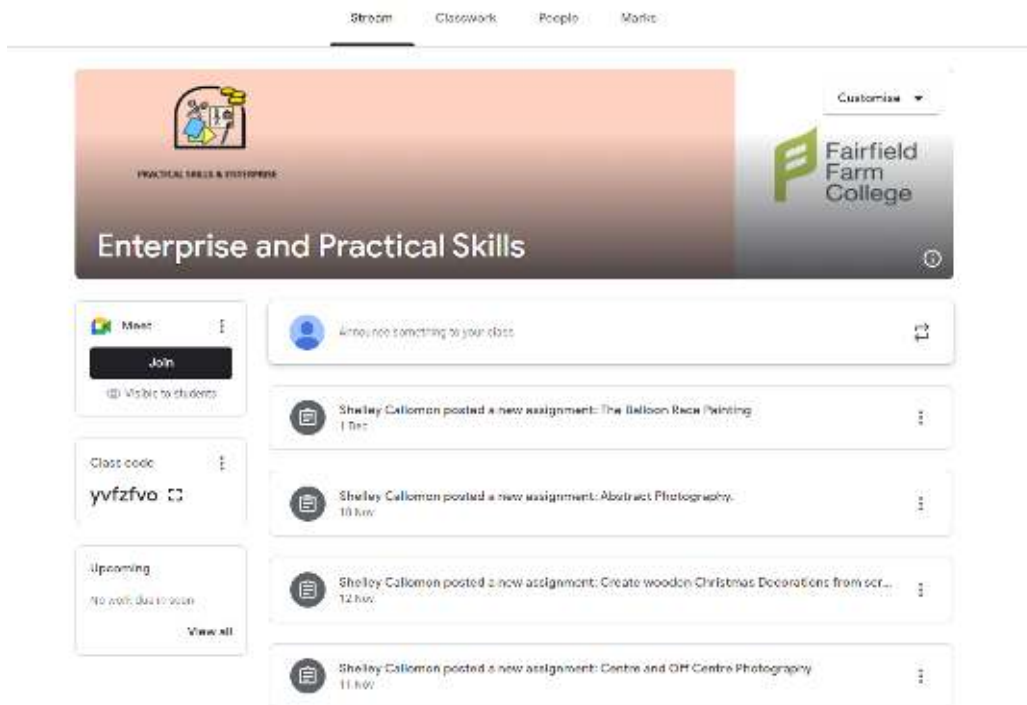 Stream Classwork People Marks
Customise
PRACTICAL SKILLS & ENTERPRISE
Fairfield
Farm
College
Enterprise and Practical Skills
Meet
Join
Visible to students
Class code
yvfzfvo
Upcoming
No work due in soon
View all
Announce something to your class
Shelley Callomon posted a new assignment: The Balloon Race Painting
1 Dec
Shelley Callomon posted a new assignment: Abstract Photography.
Nov
Shelley Callomon posted a new assignment: Create wooden Christmas Decorations from scr...
12 Nov
Shelley Callomon posted a new assignment: Centre and Off Centre Photography
11 Nov